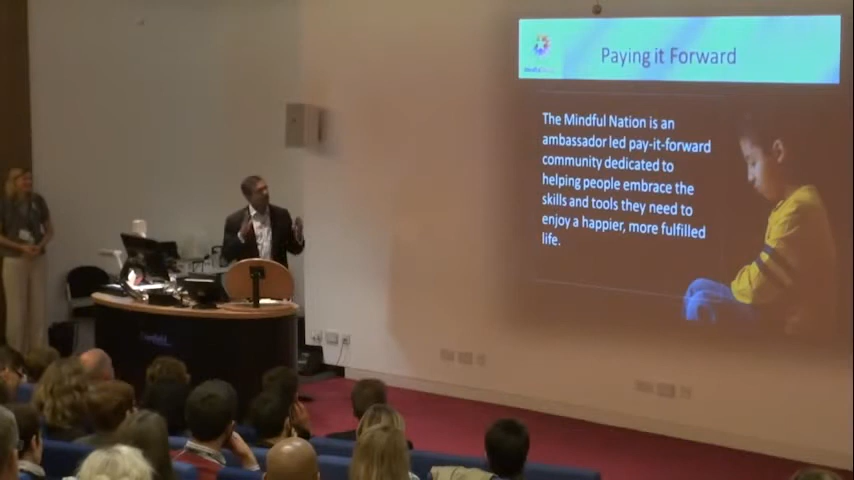 Paying it Forward
The Mindful Nation is an
ambassador led pay-it-forward
community dedicated to
helping people embrace the
skills and tools they need to
enjoy a happier, more fulfilled
life.